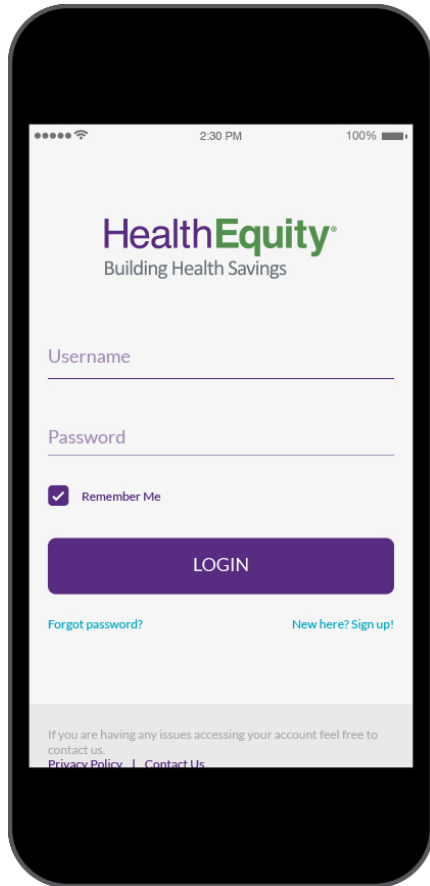 2:30 PM 100%
HealthEquity®
Building Health Savings
Username
Password
Remember Me
LOGIN
Forgot password? New here? Sign up!
If you are having any issues accessing your account feel free to
contact us.
Privacy Policy | Contact Us